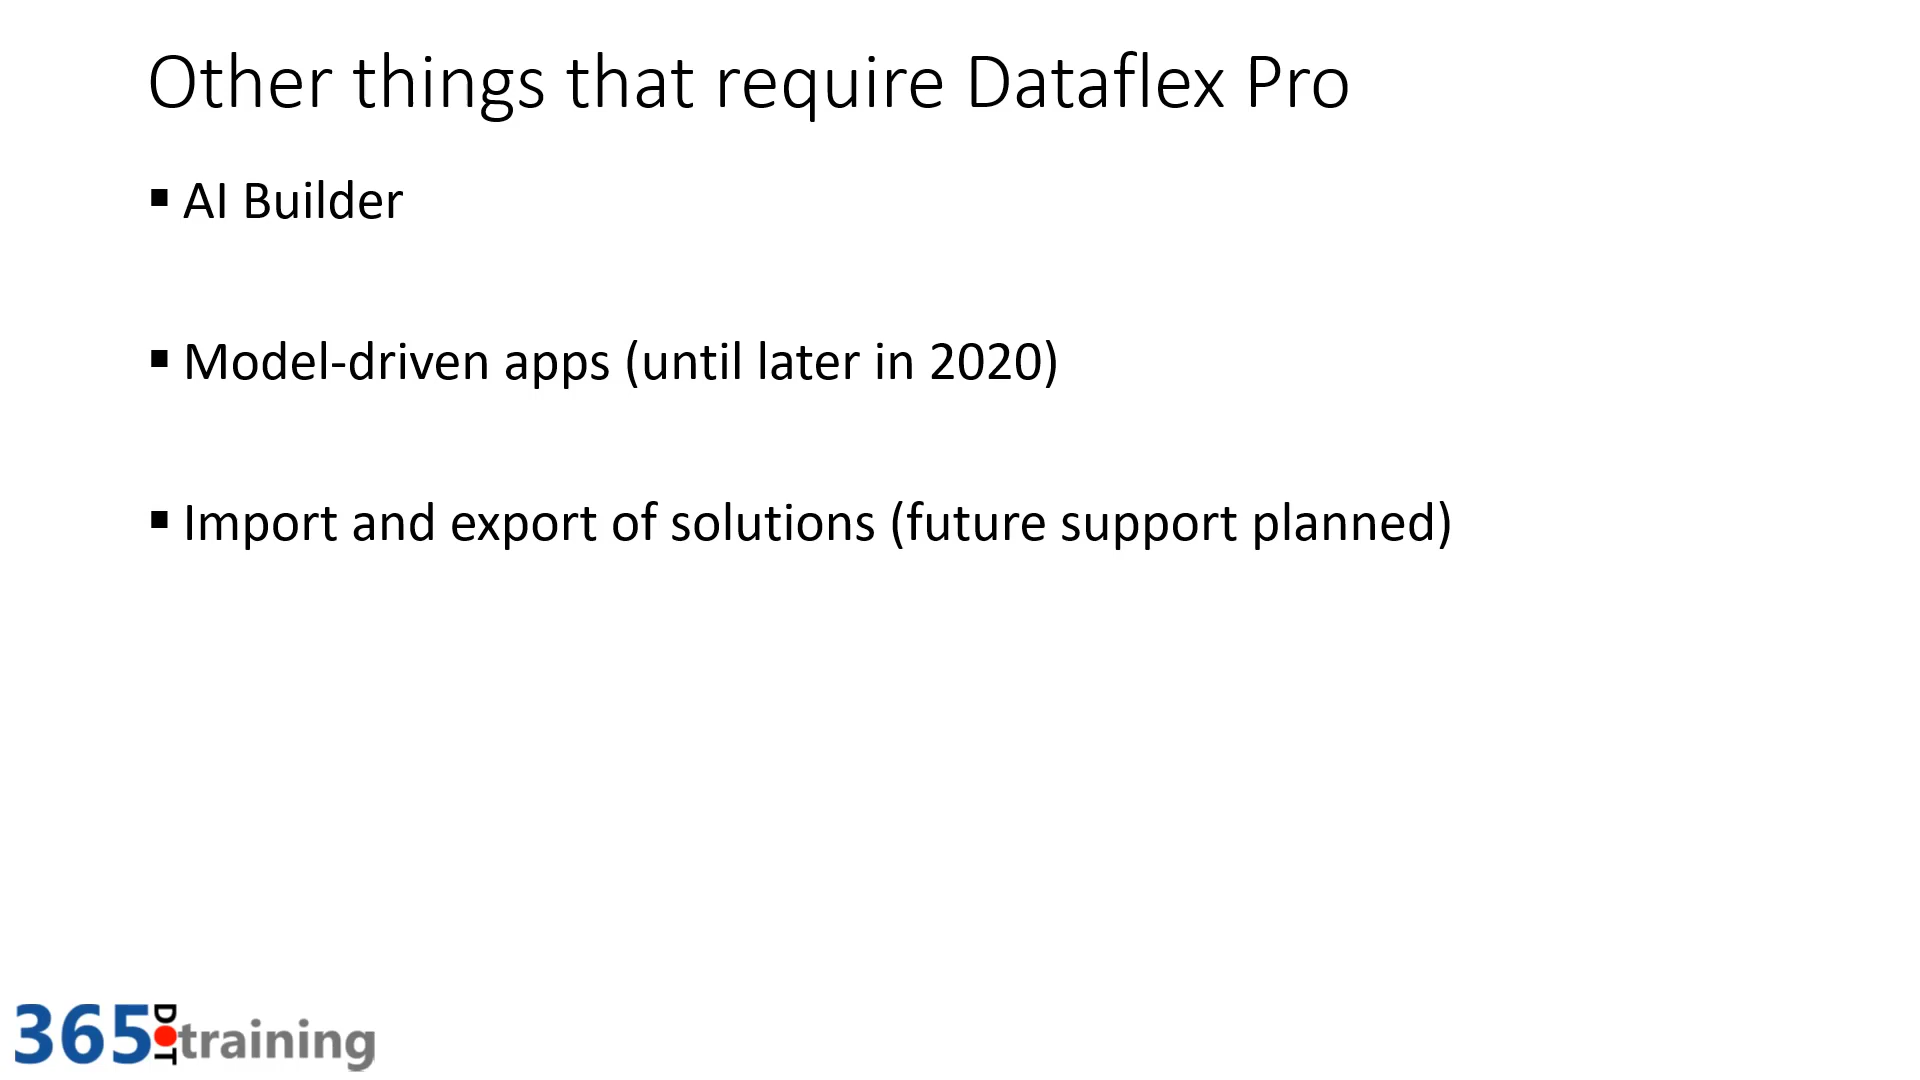 Other things that require Dataflex Pro
▪ AI Builder
▪ Model-driven apps (until later in 2020)
▪ Import and export of solutions (future support planned)
365 DOT training